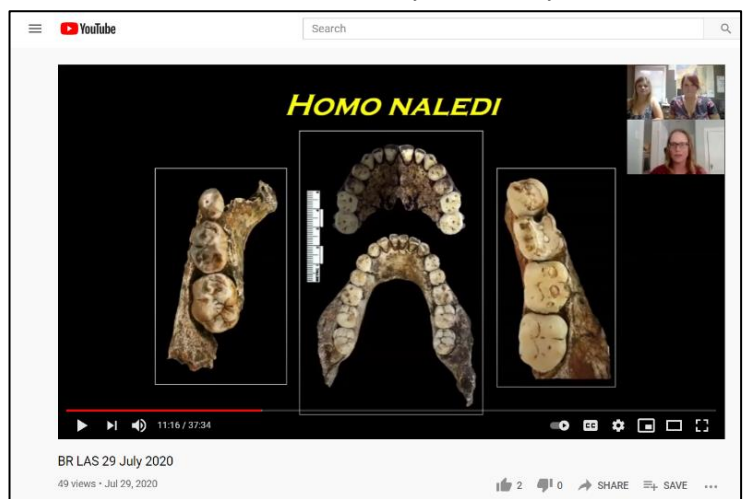 YouTube
Search
HOMO NALEDI
11:16 / 37:34
CC
BR LAS 29 July 2020
49 views • Jul 29, 2020
2
0
SHARE
SAVE